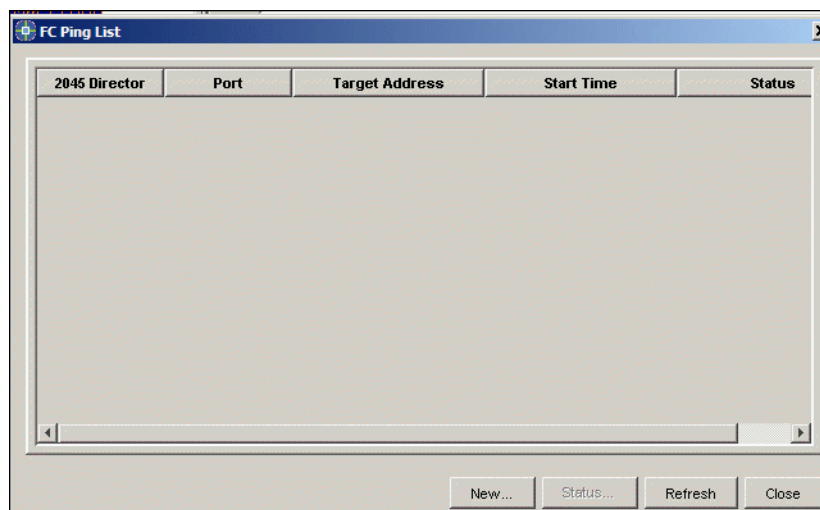 FC Ping List
2045 Director Port Target Address Start Time Status
New... Status... Refresh Close